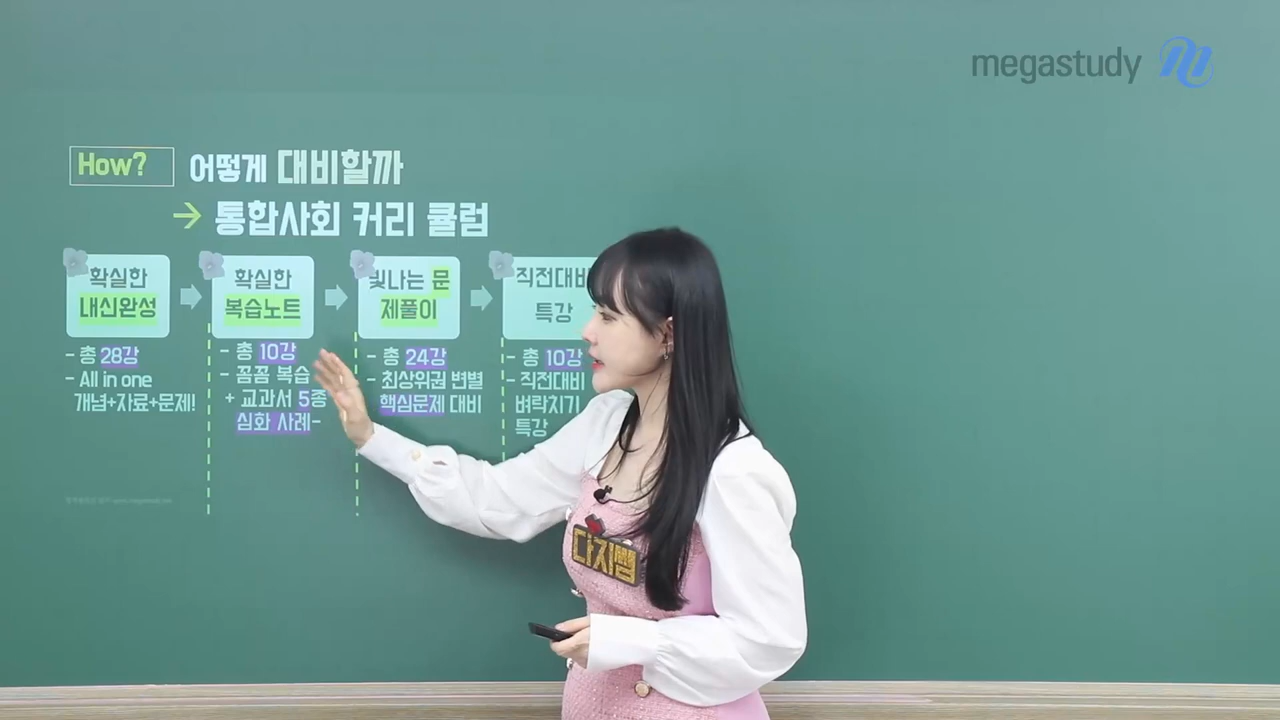 megastudy
How?
어떻게 대비할까
→ 통합사회 커리 큘럼
확실한
내신완성
- 총 28강
- All in one
개념+자료+문제!
확실한
복습노트
- 총 10강
- 꼼꼼 복습
+ 교과서 5종
심화 사례-
빛나는 문
제풀이
- 총 24강
- 최상위권 변별
핵심문제 대비
직전대비
특강
- 총 10강
- 직전대비
벼락치기
특강
다지쌤